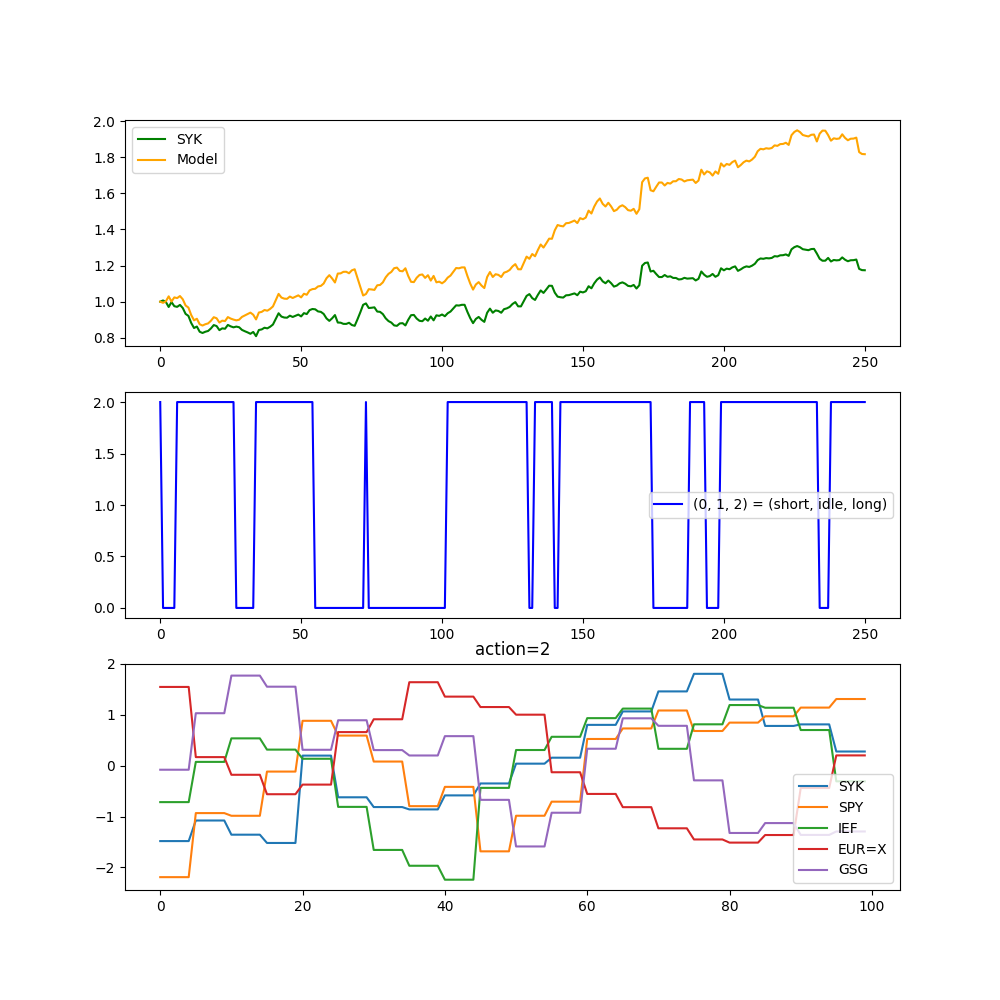 2.0
1.8
1.6
1.4
1.2
1.0
0.8
SYK
Model
0 50 100 150 200 250
2.0
1.5
1.0
0.5
0.0
(0, 1, 2) = (short, idle, long)
0 50 100 150 200 250
action=2
2
1
0
−1
−2
SYK
SPY
IEF
EUR=X
GSG
0 20 40 60 80 100